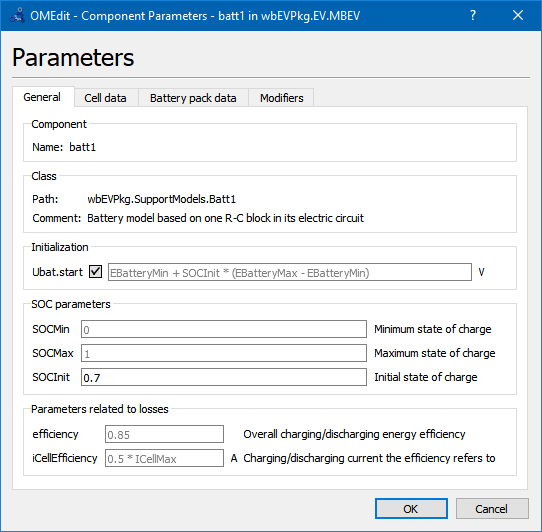 OMEdit - Component Parameters - batt1 in wbEVPkg.EV.MBEV ?
Parameters
General Cell data Battery pack data Modifiers
Component
Name: batt1
Class
Path: wbEVPkg.SupportModels.Batt1
Comment: Battery model based on one R-C block in its electric circuit
Initialization
Ubat.start EBatteryMin + SOCInit * (EBatteryMax - EBatteryMin) V
SOC parameters
SOCMin 0 Minimum state of charge
SOCMax 1 Maximum state of charge
SOCInit 0.7 Initial state of charge
Parameters related to losses
efficiency 0.85 Overall charging/discharging energy efficiency
iCellEfficiency 0.5 * ICellMax A Charging/discharging current the efficiency refers to
OK Cancel